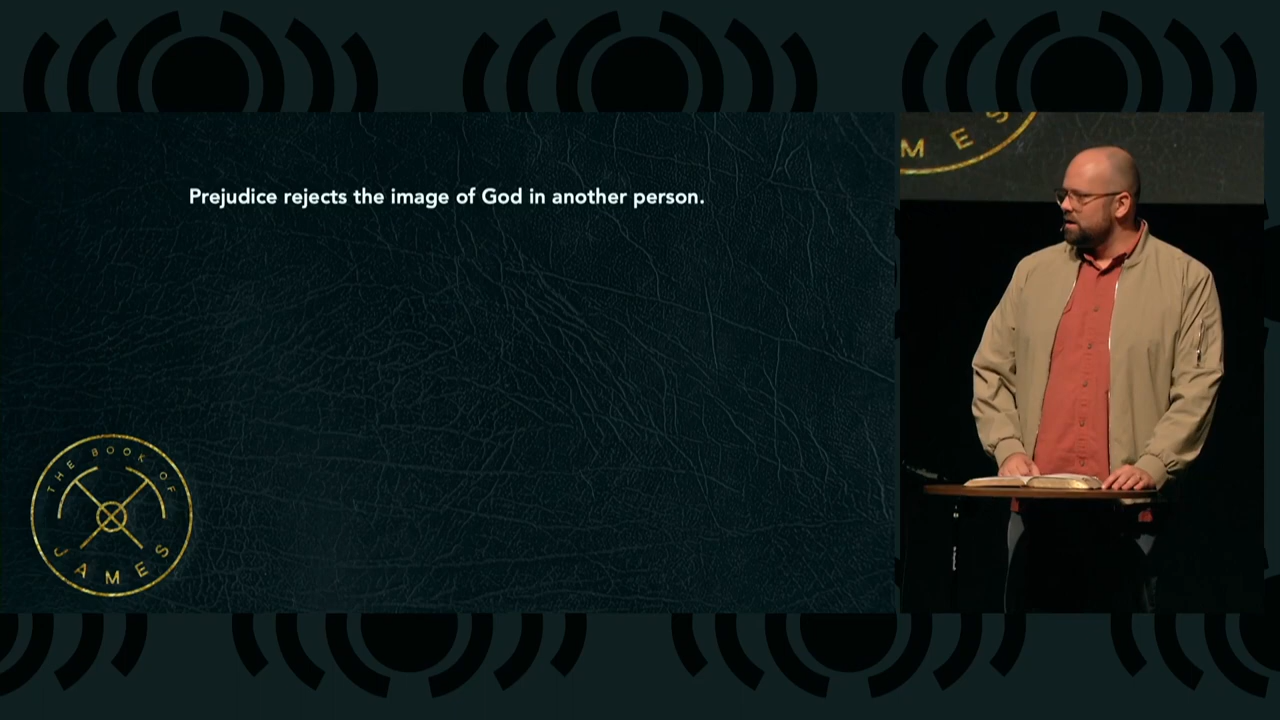 Prejudice rejects the image of God in another person.
THE BOOK OF
JAMES
MES